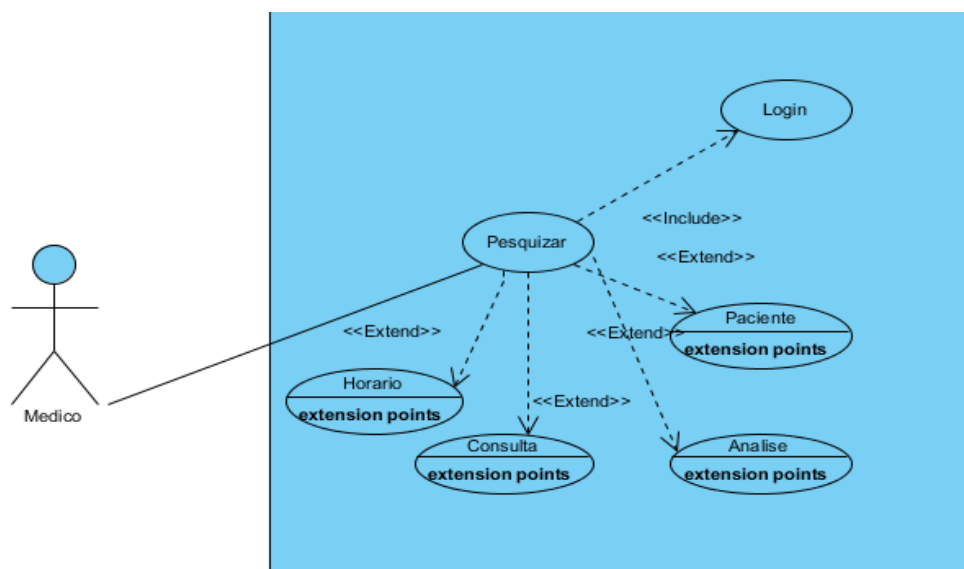 Login
<<Include>>
Pesquizar
<<Extend>>
Paciente
extension points
<<Extend>>
<<Extend>>
Horario
extension points
<<Extend>>
Medico
Consulta
extension points
Analise
extension points